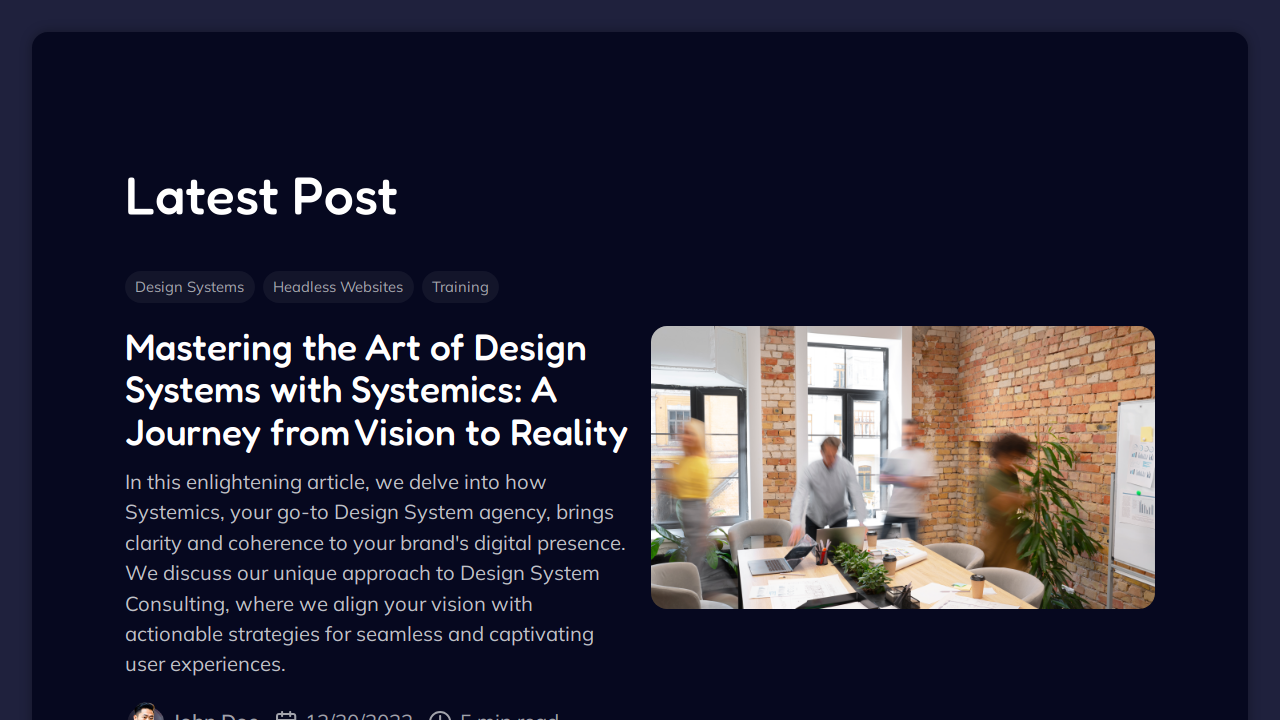 Latest Post
Design Systems Headless Websites Training
Mastering the Art of Design
Systems with Systemics: A
Journey from Vision to Reality
In this enlightening article, we delve into how
Systemics, your go-to Design System agency, brings
clarity and coherence to your brand's digital presence.
We discuss our unique approach to Design System
Consulting, where we align your vision with
actionable strategies for seamless and captivating
user experiences.
John Doe 12/20/2022 5 min read